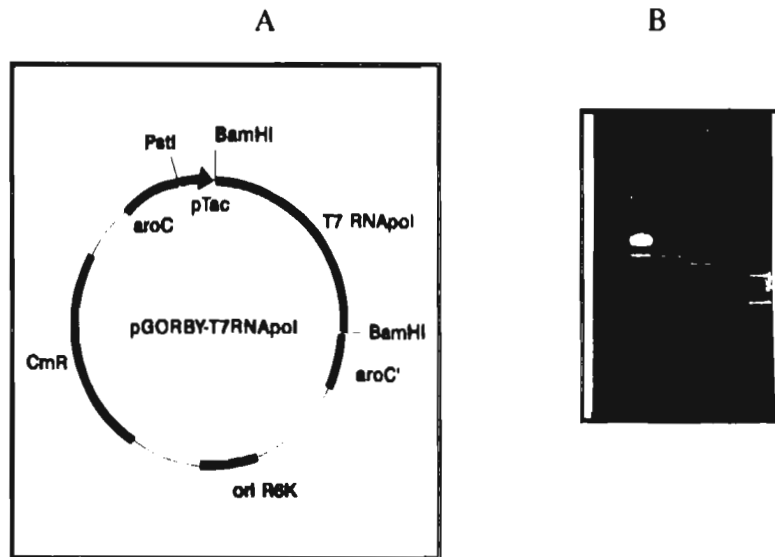 A
B
PstI
BamHI
pTac
aroC
T7 RNApol
pGORBY-T7RNApol
BamHI
aroC'
CmR
ori R6K